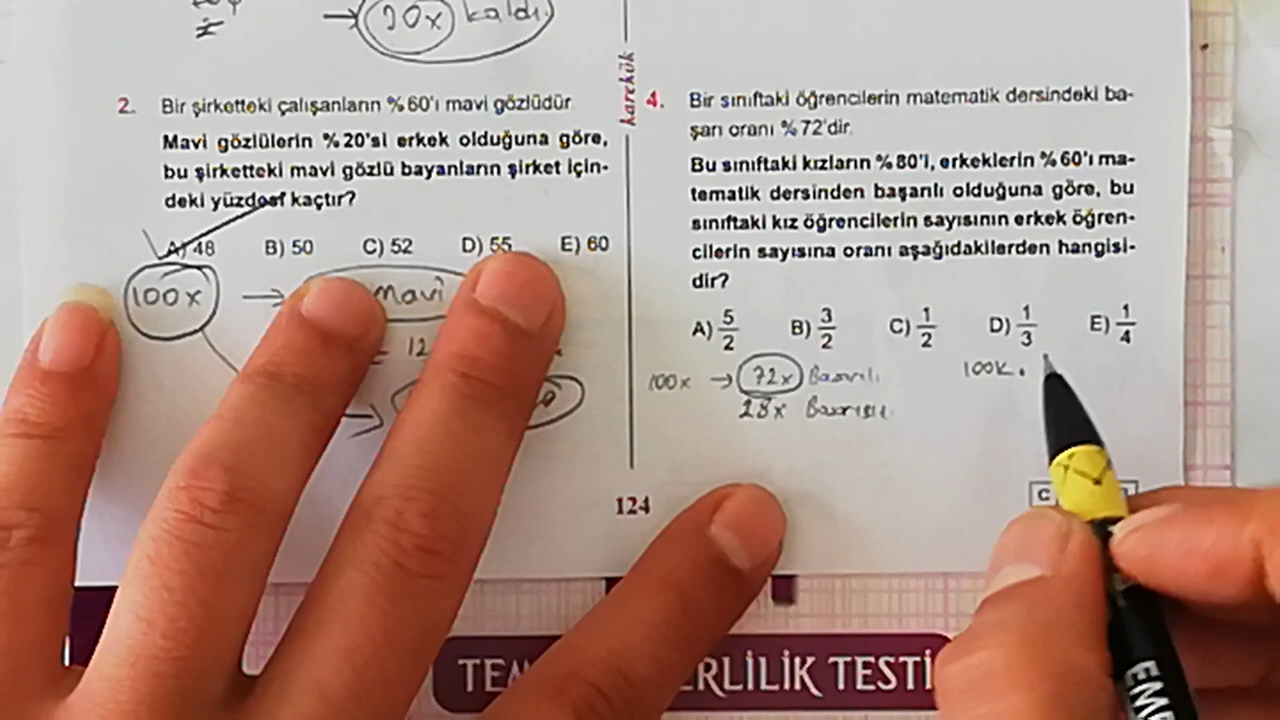 → 90x kaldı.
2. Bir şirketteki çalışanların %60'ı mavi gözlüdür.
Mavi gözlülerin %20'si erkek olduğuna göre,
bu şirketteki mavi gözlü bayanların şirket için-
deki yüzdesi kaçtır?
A) 48 B) 50 C) 52 D) 55 E) 60
100x → mavi
= 12
→
karekök
4. Bir sınıftaki öğrencilerin matematik dersindeki ba-
şarı oranı %72'dir.
Bu sınıftaki kızların %80'i, erkeklerin %60'ı ma-
tematik dersinden başarılı olduğuna göre, bu
sınıftaki kız öğrencilerin sayısının erkek öğren-
cilerin sayısına oranı aşağıdakilerden hangisi-
dir?
A) 5/2 B) 3/2 C) 1/2 D) 1/3 E) 1/4
100x → 72x Başarılı
28x Başarısız
100K.
C
124
TE
RLİLİK TESTİ